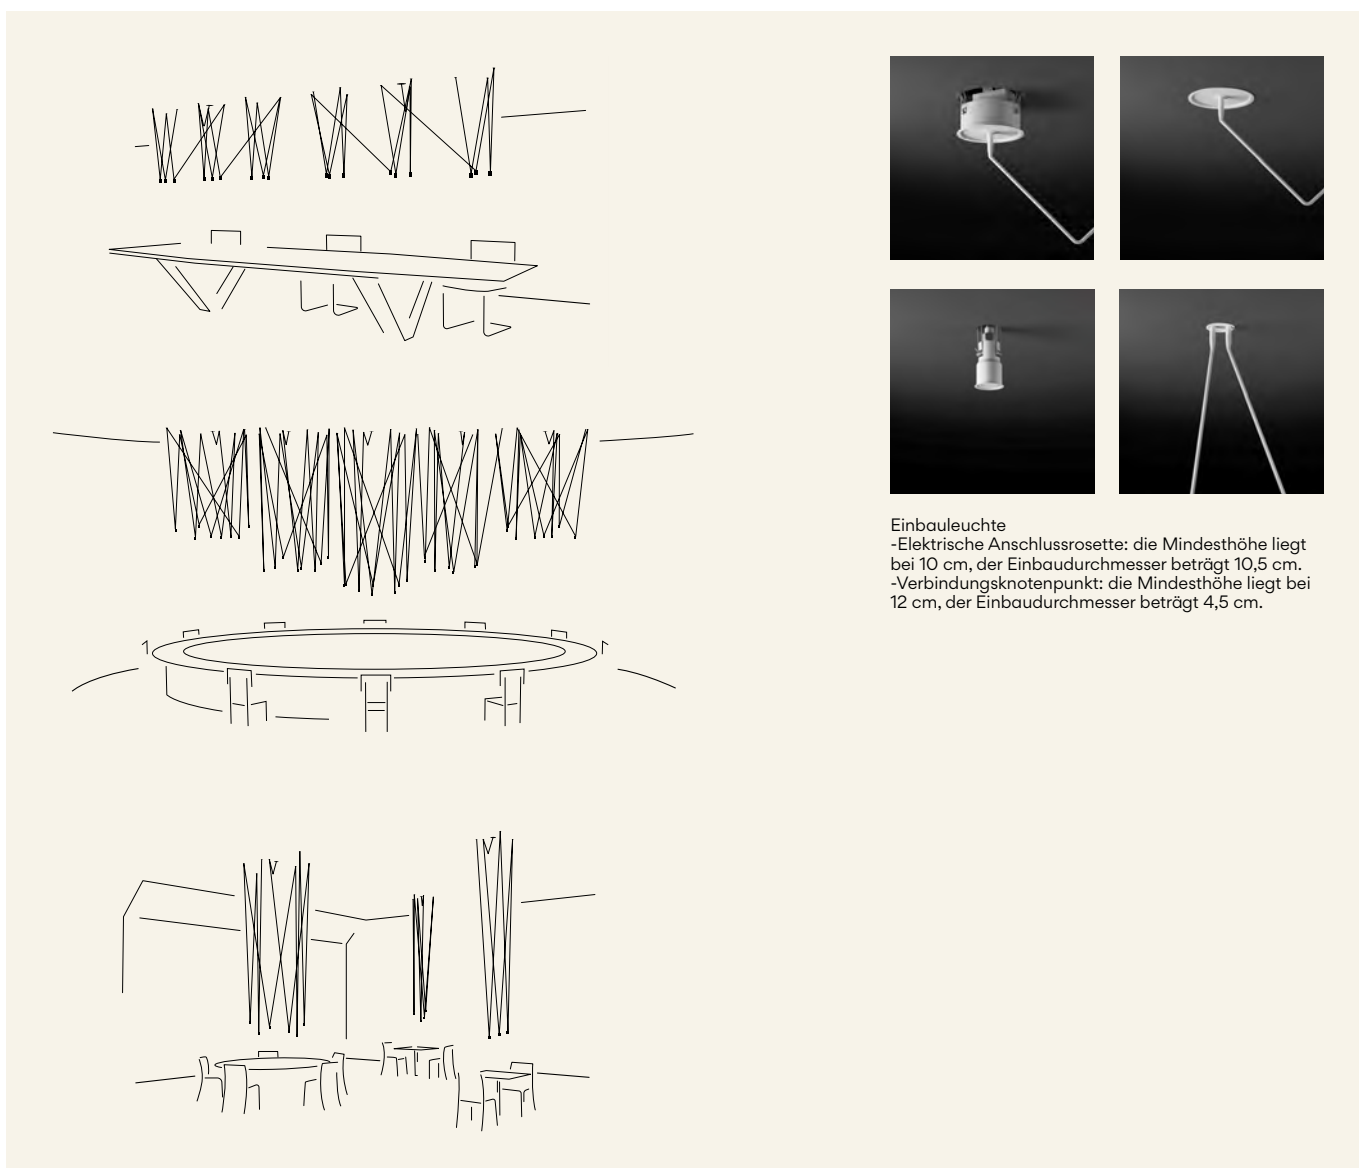 Einbauleuchte
-Elektrische Anschlussrosette: die Mindesthöhe liegt
bei 10 cm, der Einbaudurchmesser beträgt 10,5 cm.
-Verbindungsknotenpunkt: die Mindesthöhe liegt bei
12 cm, der Einbaudurchmesser beträgt 4,5 cm.